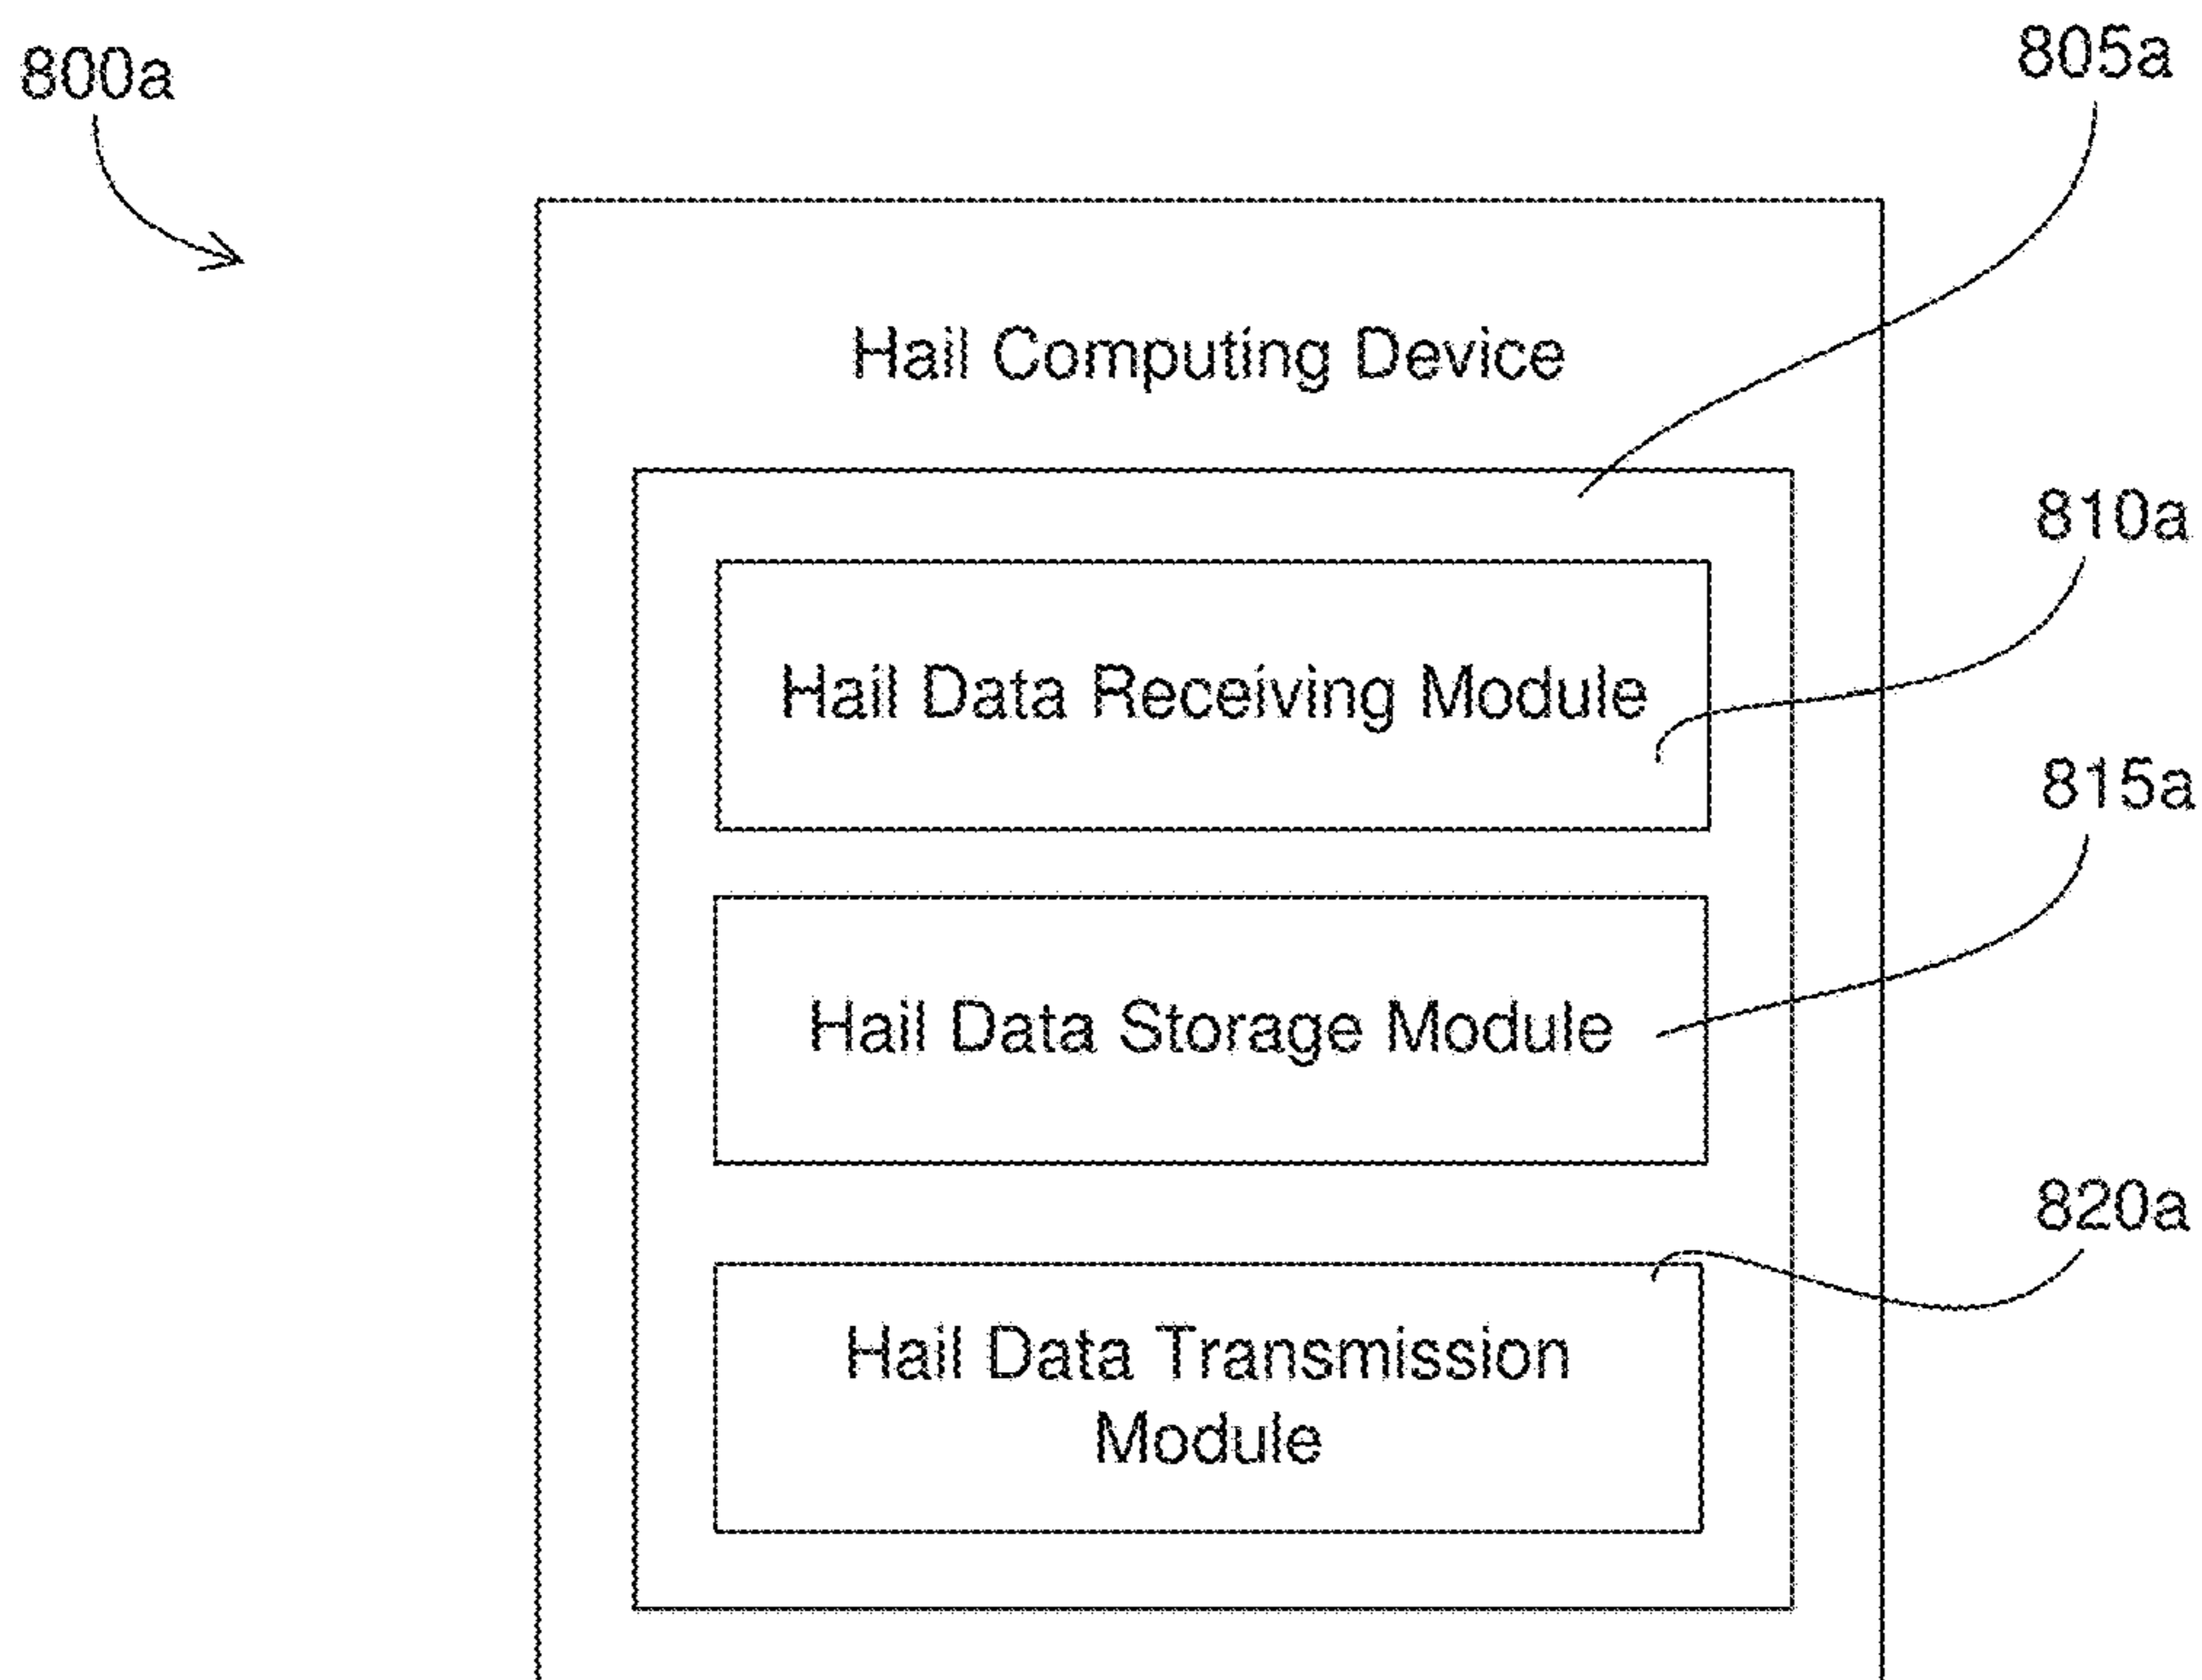 800a
805a
Hail Computing Device
810a
Hail Data Receiving Module
815a
Hail Data Storage Module
820a
Hail Data Transmission
Module